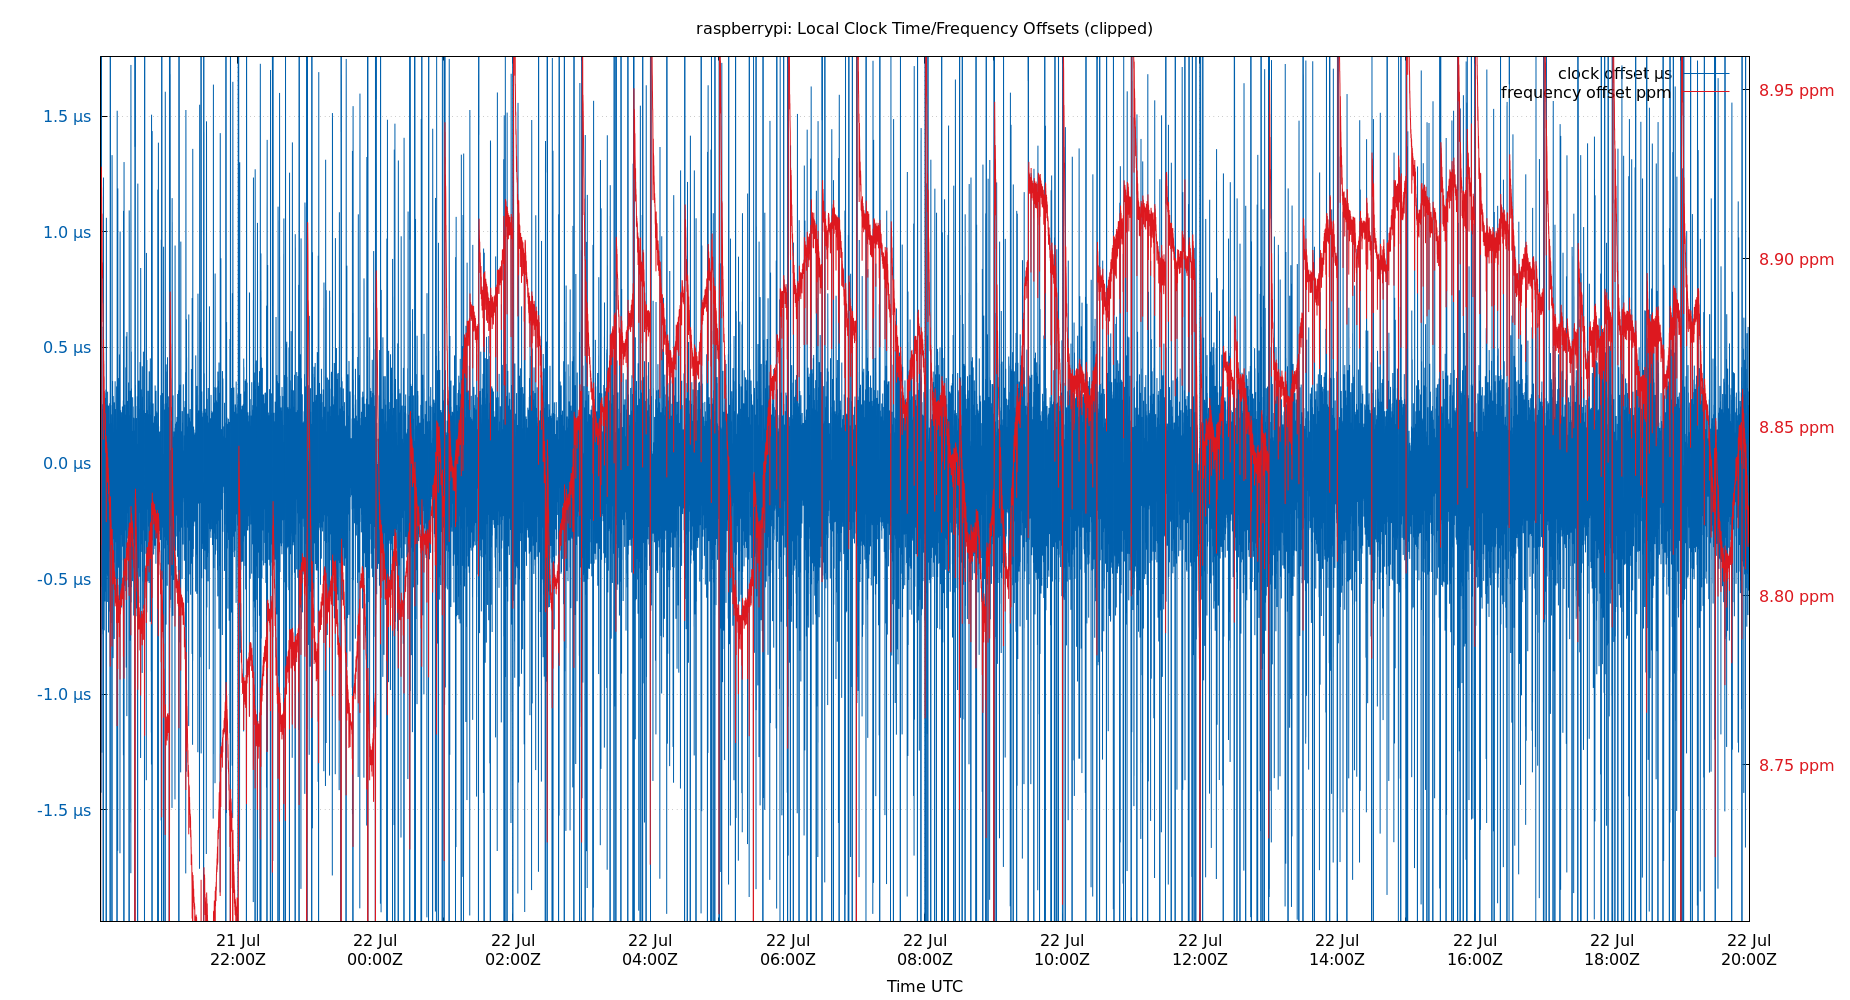 raspberrypi: Local Clock Time/Frequency Offsets (clipped)
clock offset µs
frequency offset ppm
1.5 µs
1.0 µs
0.5 µs
0.0 µs
-0.5 µs
-1.0 µs
-1.5 µs
8.95 ppm
8.90 ppm
8.85 ppm
8.80 ppm
8.75 ppm
21 Jul 22 Jul 22 Jul 22 Jul 22 Jul 22 Jul 22 Jul 22 Jul 22 Jul 22 Jul 22 Jul 22 Jul
22:00Z 00:00Z 02:00Z 04:00Z 06:00Z 08:00Z 10:00Z 12:00Z 14:00Z 16:00Z 18:00Z 20:00Z
Time UTC